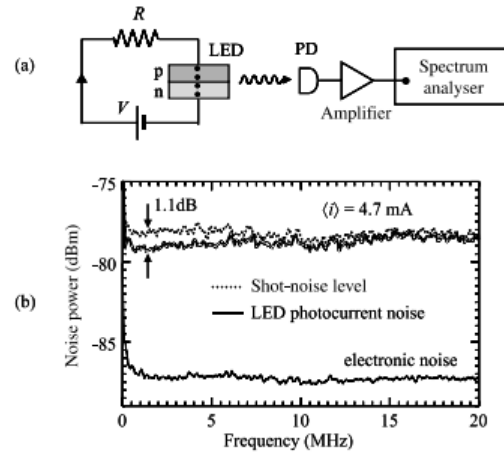 (a)
R
LED
PD
p
n
V
Amplifier
Spectrum
analyser
(b)
Noise power (dBm)
-75
-80
-85
1.1dB
⟨i⟩ = 4.7 mA
Shot-noise level
LED photocurrent noise
electronic noise
0 5 10 15 20
Frequency (MHz)